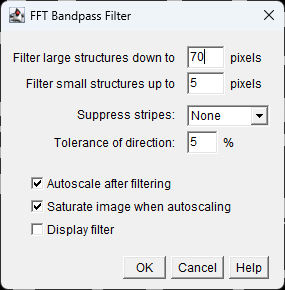 FFT Bandpass Filter
Filter large structures down to 70 pixels
Filter small structures up to 5 pixels
Suppress stripes: None
Tolerance of direction: 5 %
Autoscale after filtering
Saturate image when autoscaling
Display filter
OK Cancel Help